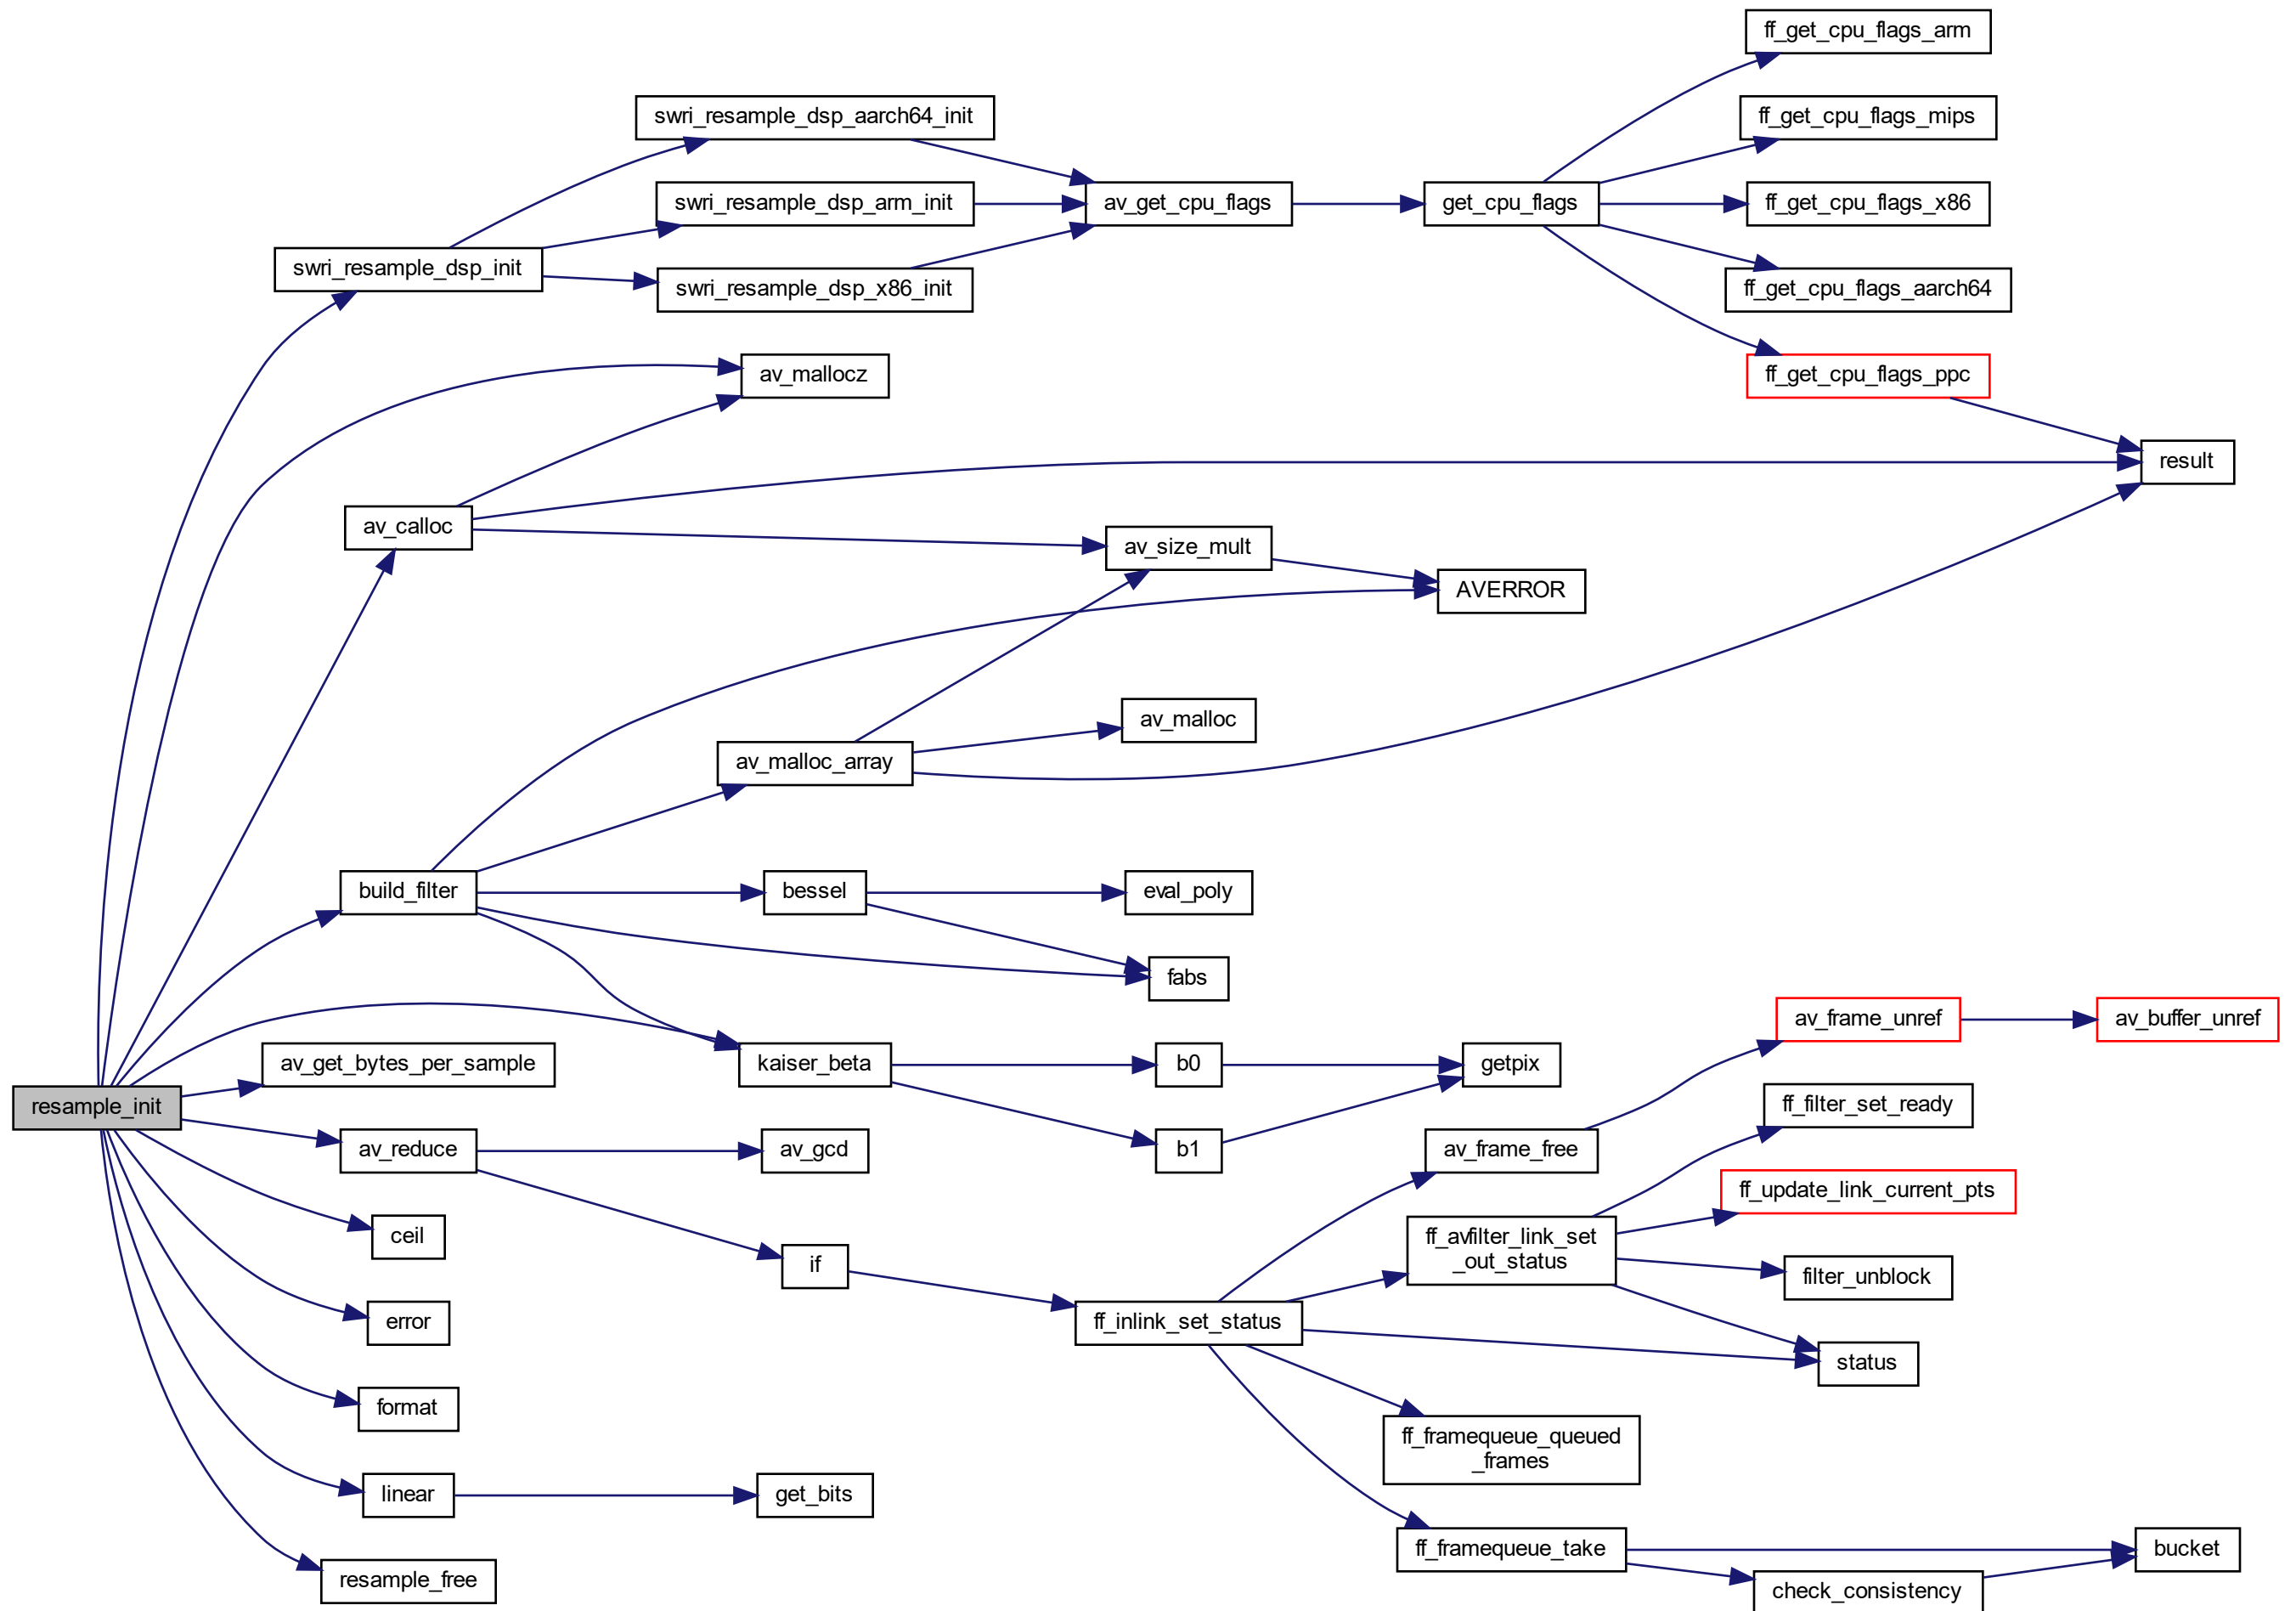 ff_get_cpu_flags_arm
swri_resample_dsp_aarch64_init
ff_get_cpu_flags_mips
swri_resample_dsp_arm_init
av_get_cpu_flags
get_cpu_flags
ff_get_cpu_flags_x86
swri_resample_dsp_init
swri_resample_dsp_x86_init
ff_get_cpu_flags_aarch64
av_mallocz
ff_get_cpu_flags_ppc
result
av_calloc
av_size_mult
AVERROR
av_malloc
av_malloc_array
build_filter
bessel
eval_poly
fabs
av_frame_unref
av_buffer_unref
av_get_bytes_per_sample
kaiser_beta
b0
getpix
resample_init
ff_filter_set_ready
av_reduce
av_gcd
b1
av_frame_free
ff_update_link_current_pts
ceil
if
ff_avfilter_link_set
_out_status
filter_unblock
error
ff_inlink_set_status
status
format
ff_framequeue_queued
_frames
linear
get_bits
ff_framequeue_take
bucket
resample_free
check_consistency